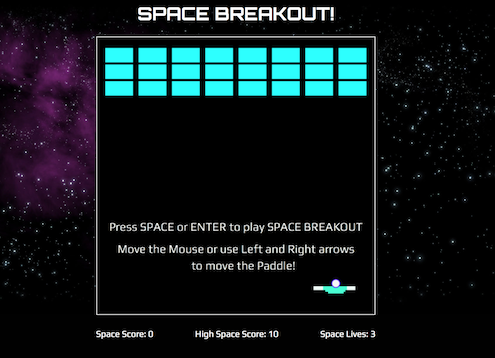 SPACE BREAKOUT!
Press SPACE or ENTER to play SPACE BREAKOUT
Move the Mouse or use Left and Right arrows
to move the Paddle!
Space Score: 0 High Space Score: 10 Space Lives: 3